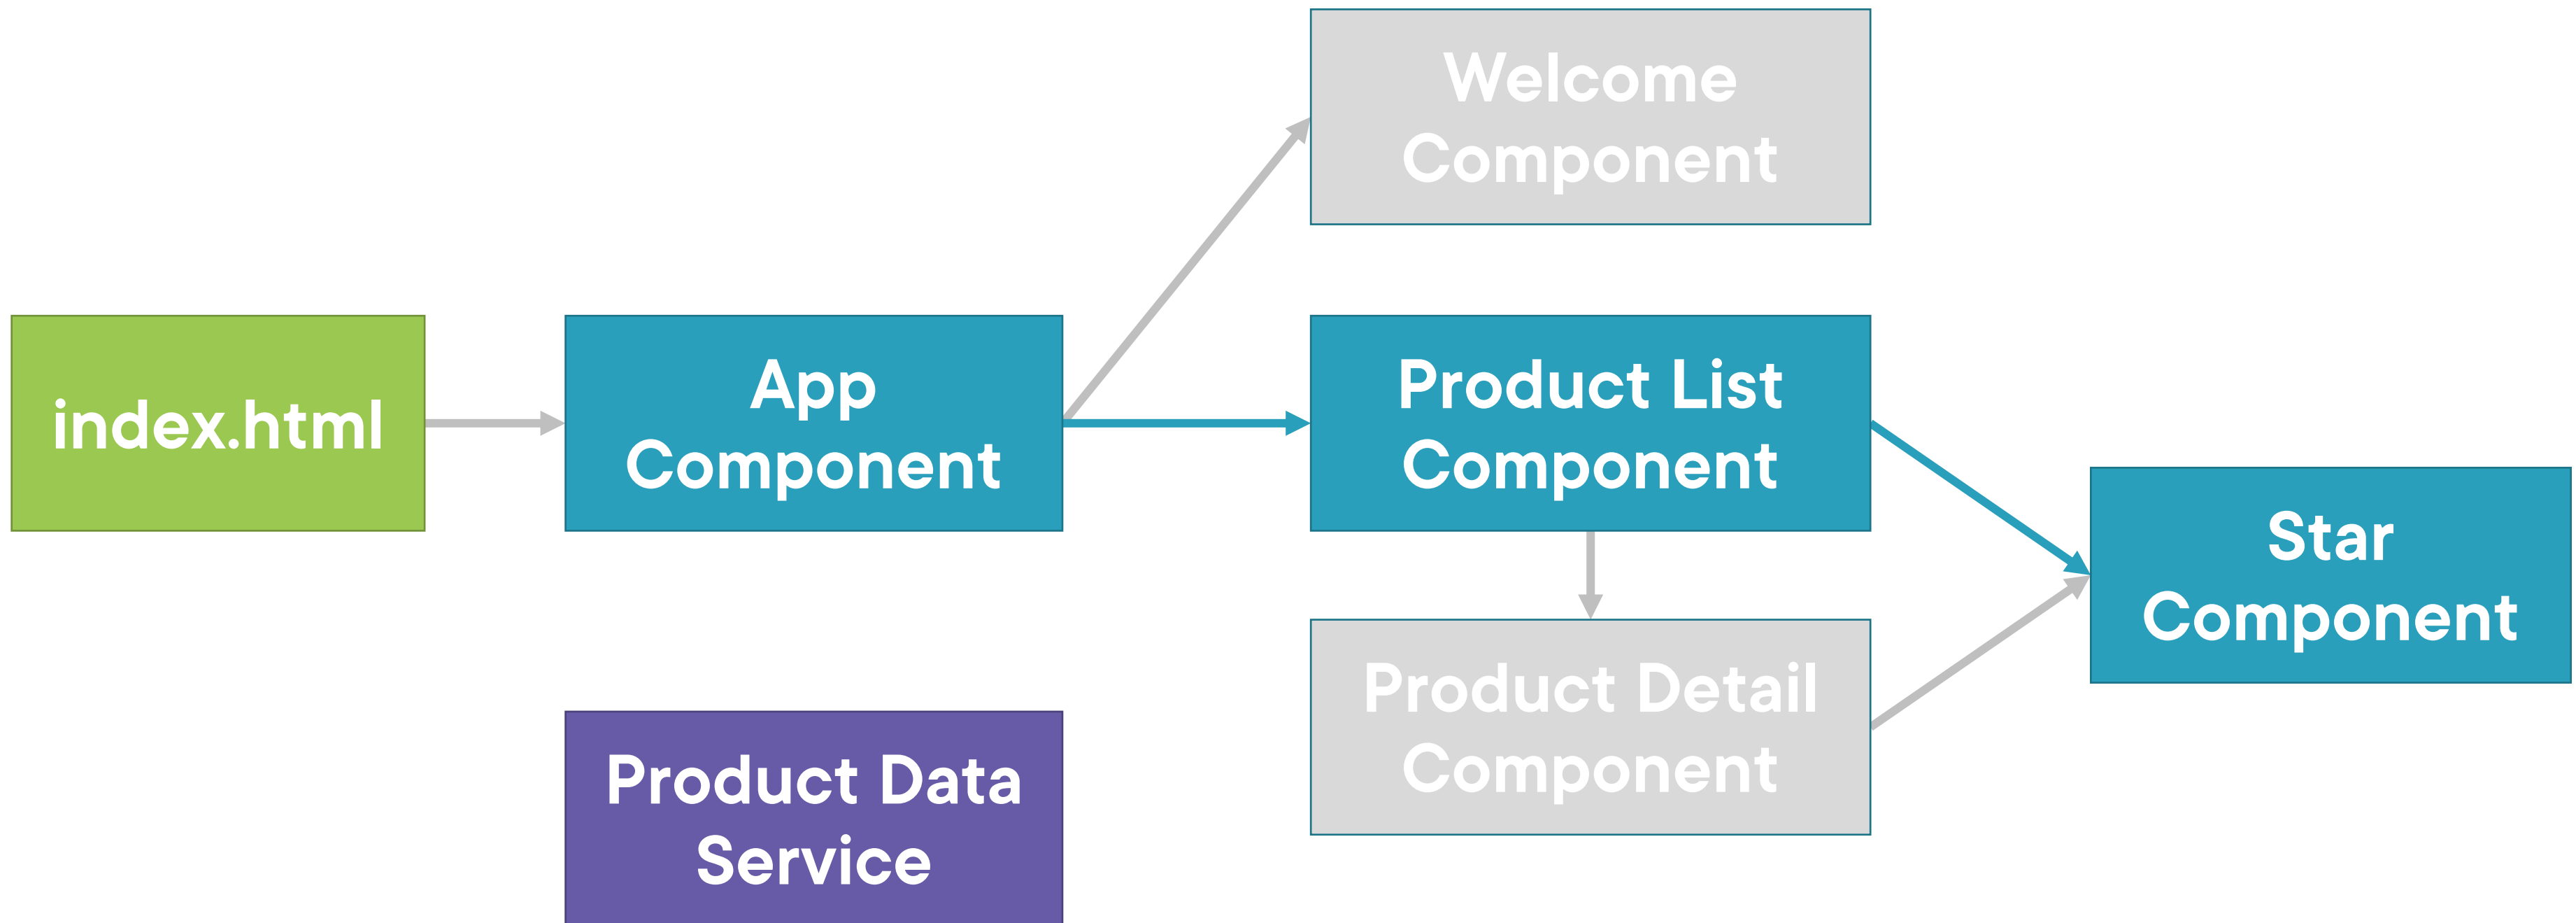 Welcome
Component
index.html
App
Component
Product List
Component
Star
Component
Product Detail
Component
Product Data
Service